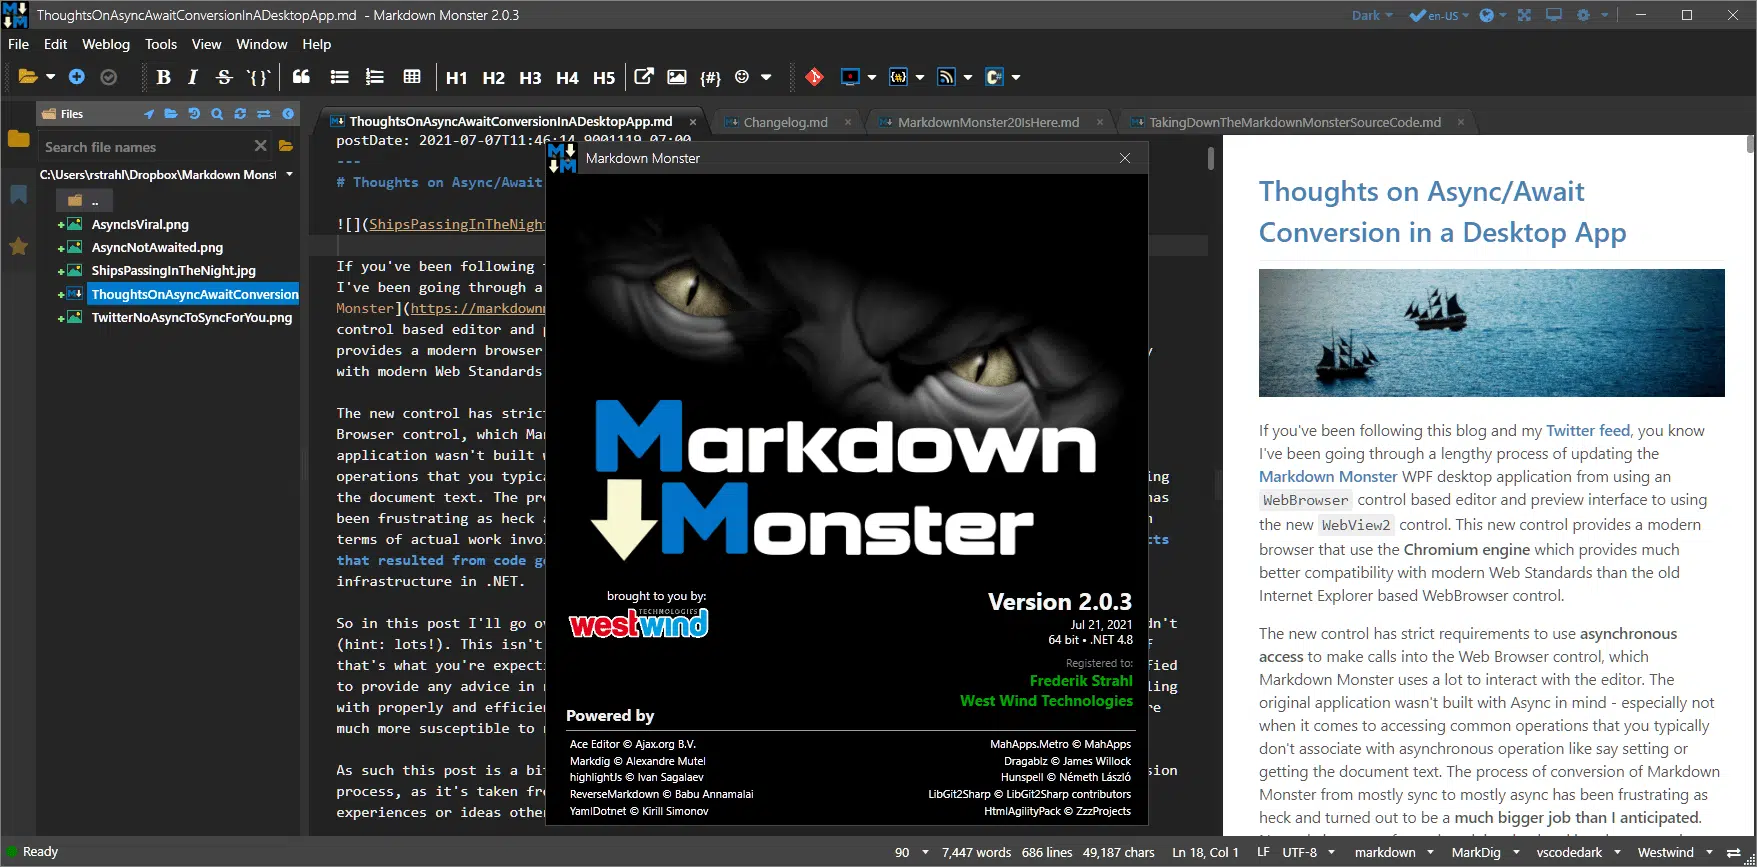 ThoughtsOnAsyncAwaitConversionInADesktopApp.md - Markdown Monster 2.0.3
Dark
en-US
File Edit Weblog Tools View Window Help
B I S `{}` H1 H2 H3 H4 H5 {#}
Files
Search file names
C:\Users\rstrahl\Dropbox\Markdown Monst
..
AsyncIsViral.png
AsyncNotAwaited.png
ShipsPassingInTheNight.jpg
ThoughtsOnAsyncAwaitConversion
TwitterNoAsyncToSyncForYou.png
ThoughtsOnAsyncAwaitConversionInADesktopApp.md
Changelog.md
MarkdownMonster20IsHere.md
TakingDownTheMarkdownMonsterSourceCode.md
postDate: 2021-07-07T11:46:14.9001119-07:00
---
# Thoughts on Async/Await
![](ShipsPassingInTheNight
If you've been following
I've been going through a
Monster](https://markdown
control based editor and
provides a modern browser
with modern Web Standards
The new control has strict
Browser control, which Mar
application wasn't built
operations that you typica
the document text. The pro
been frustrating as heck
terms of actual work invol
that resulted from code
infrastructure in .NET.
So in this post I'll go
(hint: lots!). This isn't
that's what you're expecti
to provide any advice in
with properly and efficien
much more susceptible to
As such this post is a bi
process, as it's taken fr
experiences or ideas other
Markdown Monster
Markdown
Monster
brought to you by:
TECHNOLOGIES
westwind
Version 2.0.3
Jul 21, 2021
64 bit • .NET 4.8
Registered to:
Frederik Strahl
West Wind Technologies
Powered by
Ace Editor © Ajax.org B.V.
Markdig © Alexandre Mutel
highlightJs © Ivan Sagalaev
ReverseMarkdown © Babu Annamalai
YamlDotnet © Kirill Simonov
MahApps.Metro © MahApps
Dragablz © James Willock
Hunspell © Németh László
LibGit2Sharp © LibGit2Sharp contributors
HtmlAgilityPack © ZzzProjects
Thoughts on Async/Await
Conversion in a Desktop App
If you've been following this blog and my Twitter feed, you know
I've been going through a lengthy process of updating the
Markdown Monster WPF desktop application from using an
WebBrowser control based editor and preview interface to using
the new WebView2 control. This new control provides a modern
browser that use the Chromium engine which provides much
better compatibility with modern Web Standards than the old
Internet Explorer based WebBrowser control.
The new control has strict requirements to use asynchronous
access to make calls into the Web Browser control, which
Markdown Monster uses a lot to interact with the editor. The
original application wasn't built with Async in mind - especially not
when it comes to accessing common operations that you typically
don't associate with asynchronous operation like say setting or
getting the document text. The process of conversion of Markdown
Monster from mostly sync to mostly async has been frustrating as
heck and turned out to be a much bigger job than I anticipated.
Ready
90 7,447 words 686 lines 49,187 chars Ln 18, Col 1 LF UTF-8 markdown MarkDig vscodedark Westwind